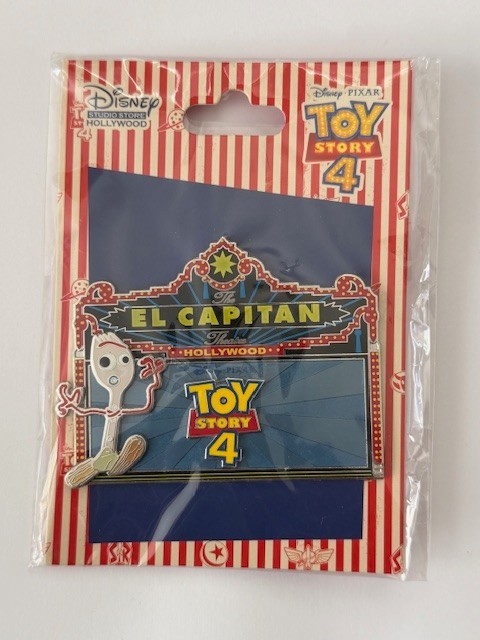 Disney
STUDIO STORE
HOLLYWOOD
Disney PIXAR
TOY
STORY
4
The
EL CAPITAN
Theatre
HOLLYWOOD
TOY
STORY
4